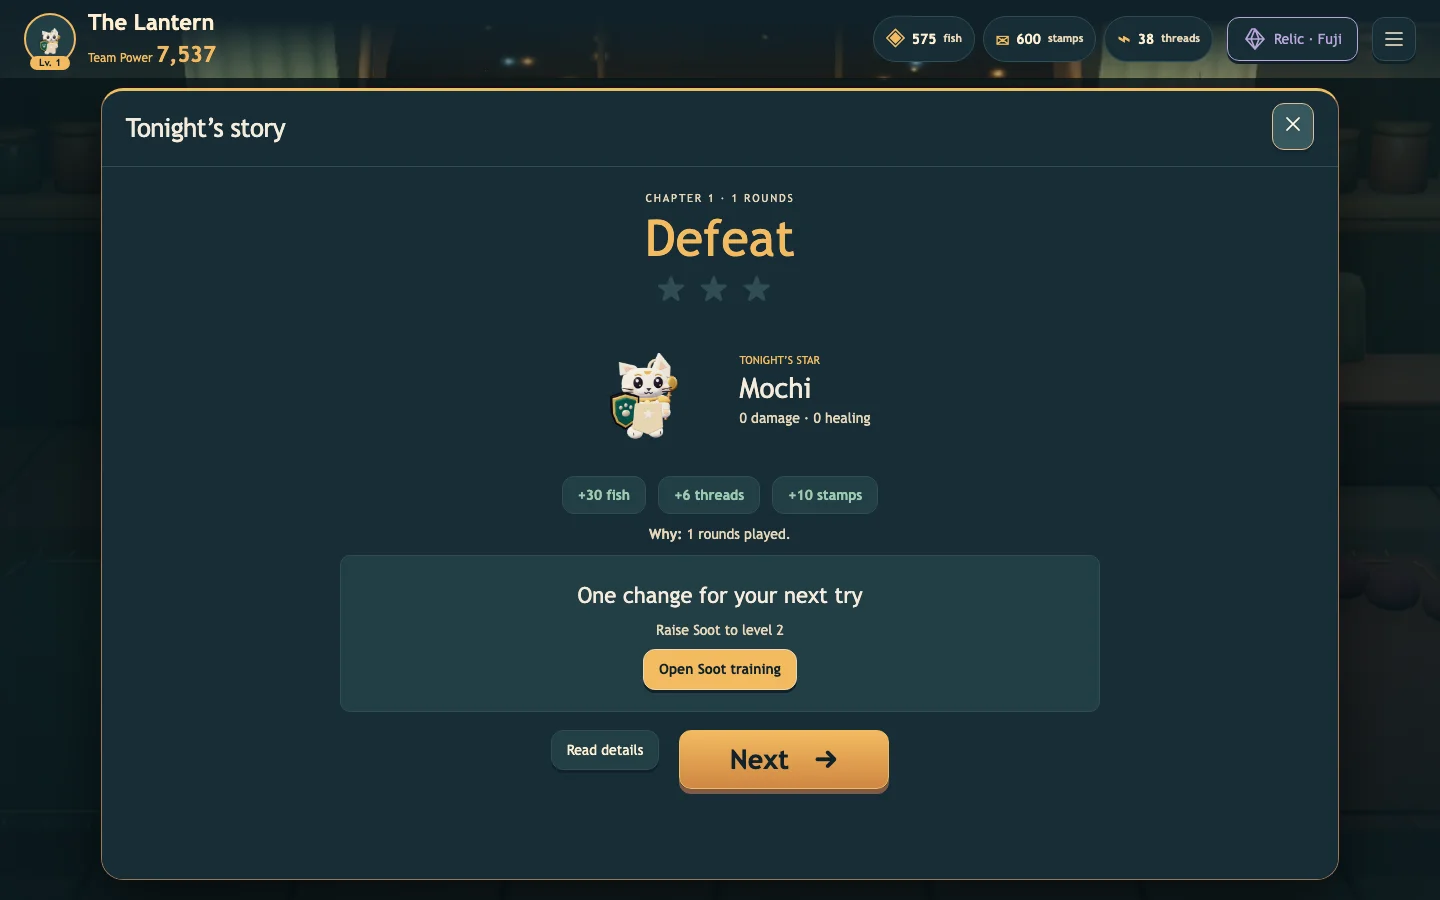 The Lantern
Team Power 7,537
Lv. 1
575 fish
600 stamps
38 threads
Relic · Fuji
Tonight’s story
CHAPTER 1 · 1 ROUNDS
Defeat
TONIGHT’S STAR
Mochi
0 damage · 0 healing
+30 fish
+6 threads
+10 stamps
Why: 1 rounds played.
One change for your next try
Raise Soot to level 2
Open Soot training
Read details
Next →